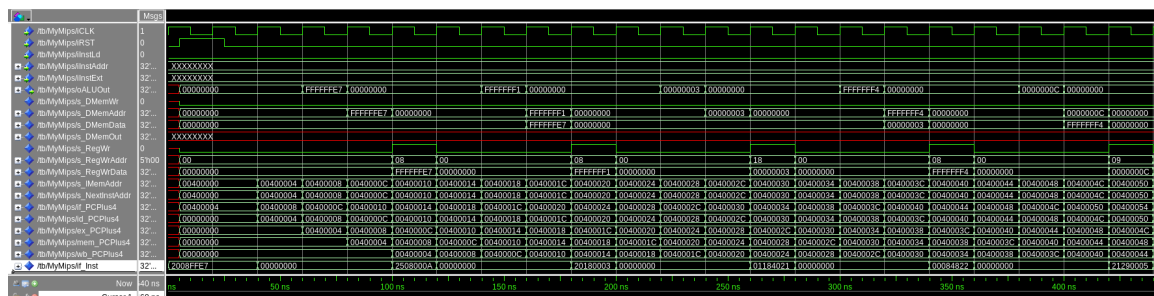 Msgs
/tb/MyMips/iCLK 1
/tb/MyMips/iRST 0
/tb/MyMips/iInstLd 0
/tb/MyMips/iInstAddr 32'... XXXXXXXX
/tb/MyMips/iInstExt 32'... XXXXXXXX
/tb/MyMips/oALUOut 32'... 00000000 FFFFFFE7 00000000 FFFFFFF1 00000000 00000003 00000000 FFFFFFF4 00000000 0000000C 00000000
/tb/MyMips/s_DMemWr 0
/tb/MyMips/s_DMemAddr 32'... 00000000 FFFFFFE7 00000000 FFFFFFF1 00000000 00000003 00000000 FFFFFFF4 00000000 0000000C 00000000
/tb/MyMips/s_DMemData 32'... 00000000 FFFFFFE7 00000000 00000003 00000000 FFFFFFF4 00000000
/tb/MyMips/s_DMemOut 32'... XXXXXXXX
/tb/MyMips/s_RegWr 0
/tb/MyMips/s_RegWrAddr 5'h00 00 08 00 08 00 18 00 08 00 09
/tb/MyMips/s_RegWrData 32'... 00000000 FFFFFFE7 00000000 FFFFFFF1 00000000 00000003 00000000 FFFFFFF4 00000000 0000000C
/tb/MyMips/s_IMemAddr 32'... 00400000 00400004 00400008 0040000C 00400010 00400014 00400018 0040001C 00400020 00400024 00400028 0040002C 00400030 00400034 00400038 0040003C 00400040 00400044 00400048 0040004C 00400050
/tb/MyMips/s_NextInstAddr 32'... 00400000 00400004 00400008 0040000C 00400010 00400014 00400018 0040001C 00400020 00400024 00400028 0040002C 00400030 00400034 00400038 0040003C 00400040 00400044 00400048 0040004C 00400050
/tb/MyMips/if_PCPlus4 32'... 00400004 00400008 0040000C 00400010 00400014 00400018 0040001C 00400020 00400024 00400028 0040002C 00400030 00400034 00400038 0040003C 00400040 00400044 00400048 0040004C 00400050 00400054
/tb/MyMips/id_PCPlus4 32'... 00000000 00400004 00400008 0040000C 00400010 00400014 00400018 0040001C 00400020 00400024 00400028 0040002C 00400030 00400034 00400038 0040003C 00400040 00400044 00400048 0040004C 00400050
/tb/MyMips/ex_PCPlus4 32'... 00000000 00400004 00400008 0040000C 00400010 00400014 00400018 0040001C 00400020 00400024 00400028 0040002C 00400030 00400034 00400038 0040003C 00400040 00400044 00400048 0040004C
/tb/MyMips/mem_PCPlus4 32'... 00000000 00400004 00400008 0040000C 00400010 00400014 00400018 0040001C 00400020 00400024 00400028 0040002C 00400030 00400034 00400038 0040003C 00400040 00400044 00400048
/tb/MyMips/wb_PCPlus4 32'... 00000000 00400004 00400008 0040000C 00400010 00400014 00400018 0040001C 00400020 00400024 00400028 0040002C 00400030 00400034 00400038 0040003C 00400040 00400044
/tb/MyMips/if_Inst 32'... 2008FFE7 00000000 2508000A 00000000 20180003 00000000 01184021 00000000 00084822 00000000 21290005
Now 40 ns ns 50 ns 100 ns 150 ns 200 ns 250 ns 300 ns 350 ns 400 ns